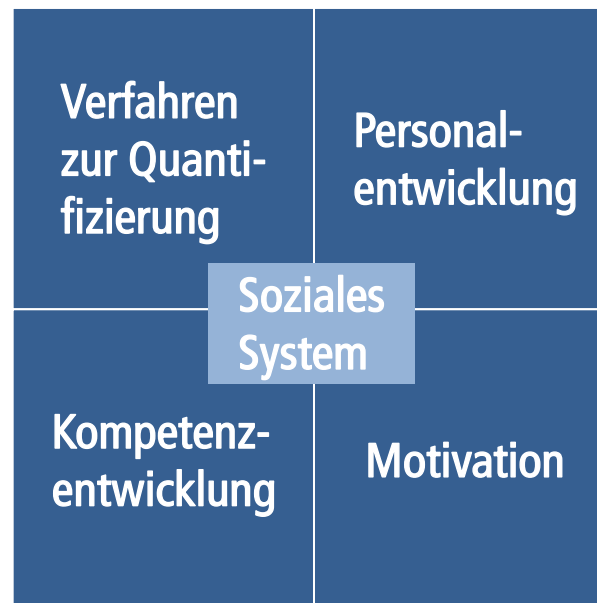 Verfahren
zur Quanti-
fizierung
Personal-
entwicklung
Soziales
System
Kompetenz-
entwicklung
Motivation